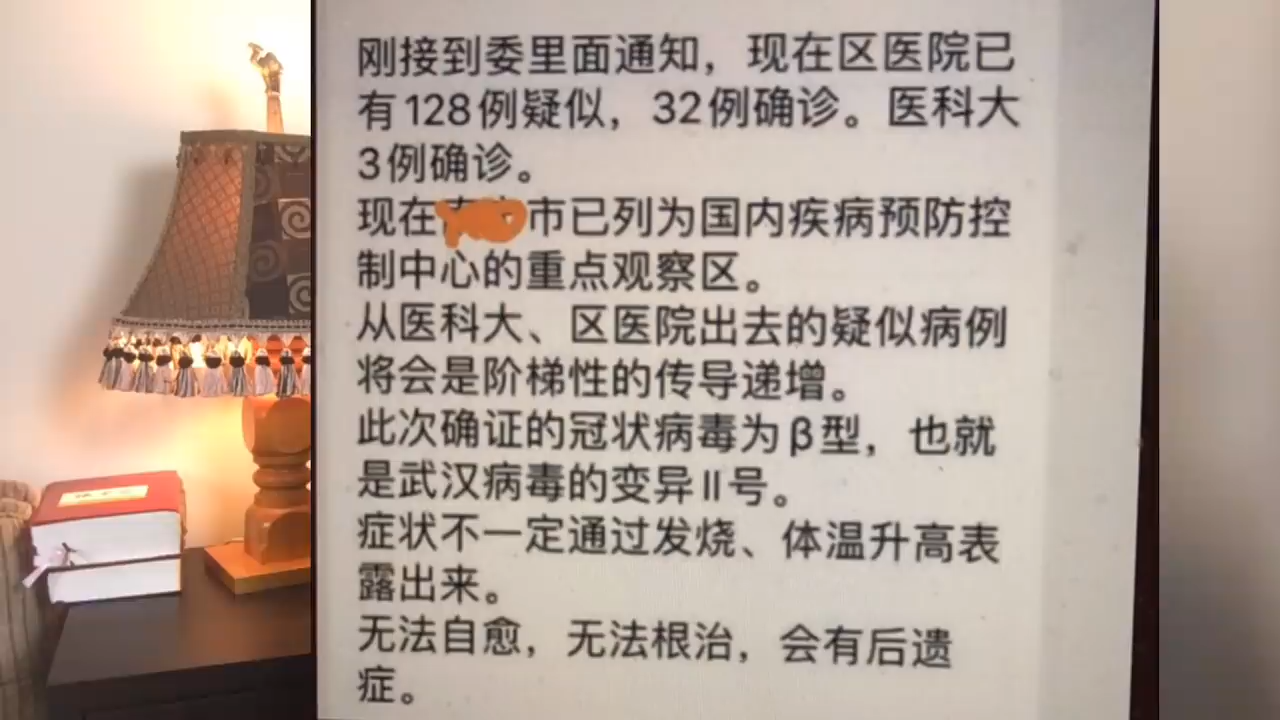 刚接到委里面通知，现在区医院已
有128例疑似，32例确诊。医科大
3例确诊。
现在市已列为国内疾病预防控
制中心的重点观察区。
从医科大、区医院出去的疑似病例
将会是阶梯性的传导递增。
此次确证的冠状病毒为β型，也就
是武汉病毒的变异II号。
症状不一定通过发烧、体温升高表
露出来。
无法自愈，无法根治，会有后遗
症。